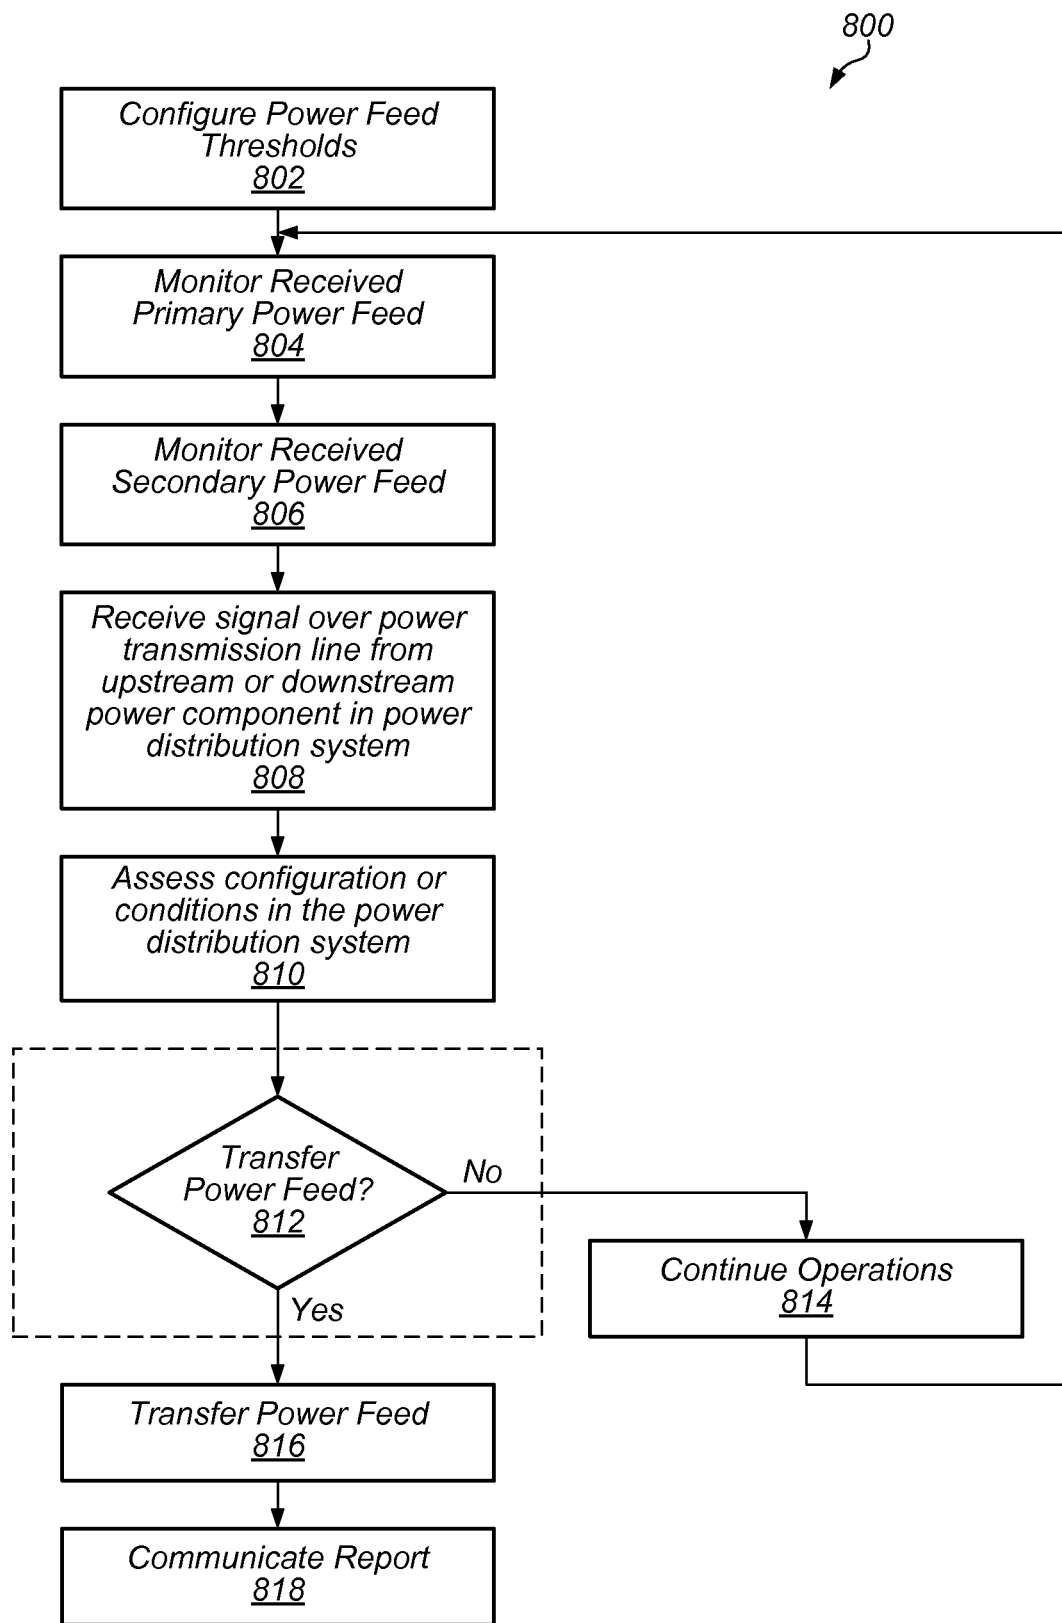 800
Configure Power Feed
Thresholds
802
Monitor Received
Primary Power Feed
804
Monitor Received
Secondary Power Feed
806
Receive signal over power
transmission line from
upstream or downstream
power component in power
distribution system
808
Assess configuration or
conditions in the power
distribution system
810
Transfer
Power Feed?
812
No
Yes
Continue Operations
814
Transfer Power Feed
816
Communicate Report
818